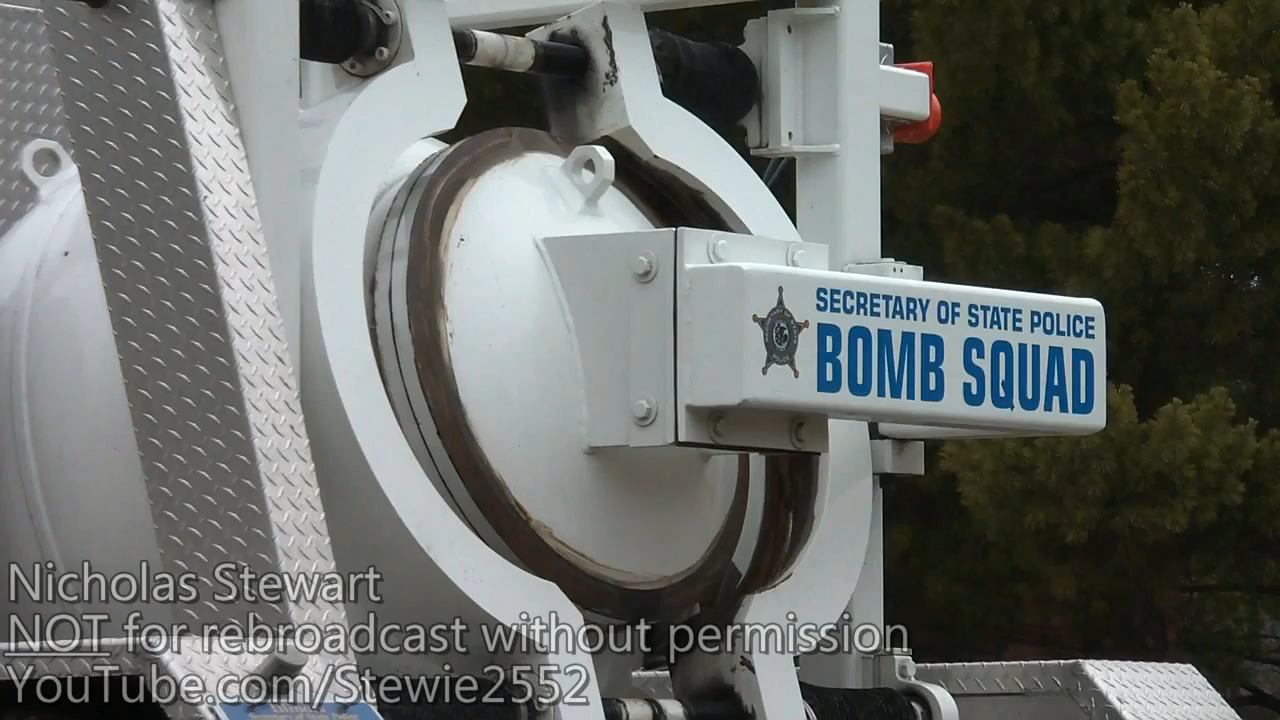 SECRETARY OF STATE POLICE
BOMB SQUAD
Nicholas Stewart
NOT for rebroadcast without permission
YouTube.com/Stewie2552